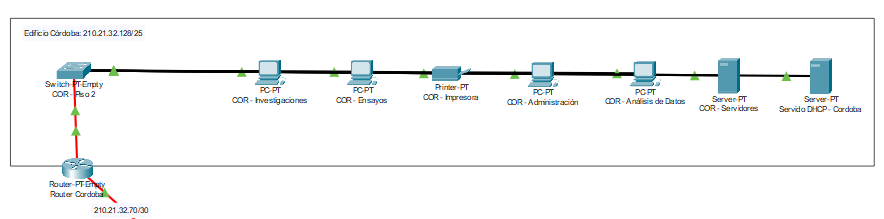 Edificio Córdoba: 210.21.32.128/25
Switch-PT-Empty
COR - Piso 2
PC-PT
COR - Investigaciones
PC-PT
COR - Ensayos
Printer-PT
COR - Impresora
PC-PT
COR - Administración
PC-PT
COR - Análisis de Datos
Server-PT
COR - Servidores
Server-PT
Servido DHCP - Cordoba
Router-PT-Empty
Router Cordoba
210.21.32.70/30